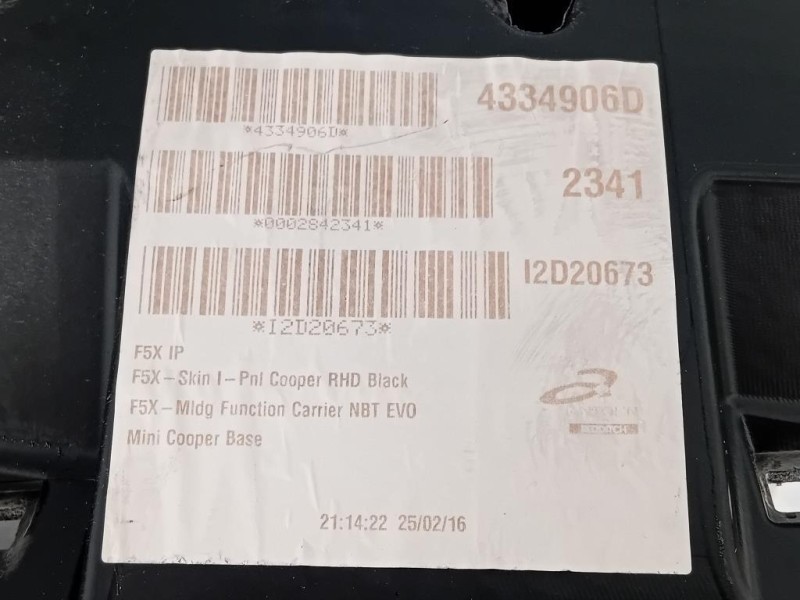 4334906D
*4334906D*
2341
*0002842341*
I2D20673
*I2D20673*
F5X IP
F5X-Skin I-Pnl Cooper RHD Black
F5X-Mldg Function Carrier NBT EVO
Mini Cooper Base
REDDITCH
21:14:22 25/02/16